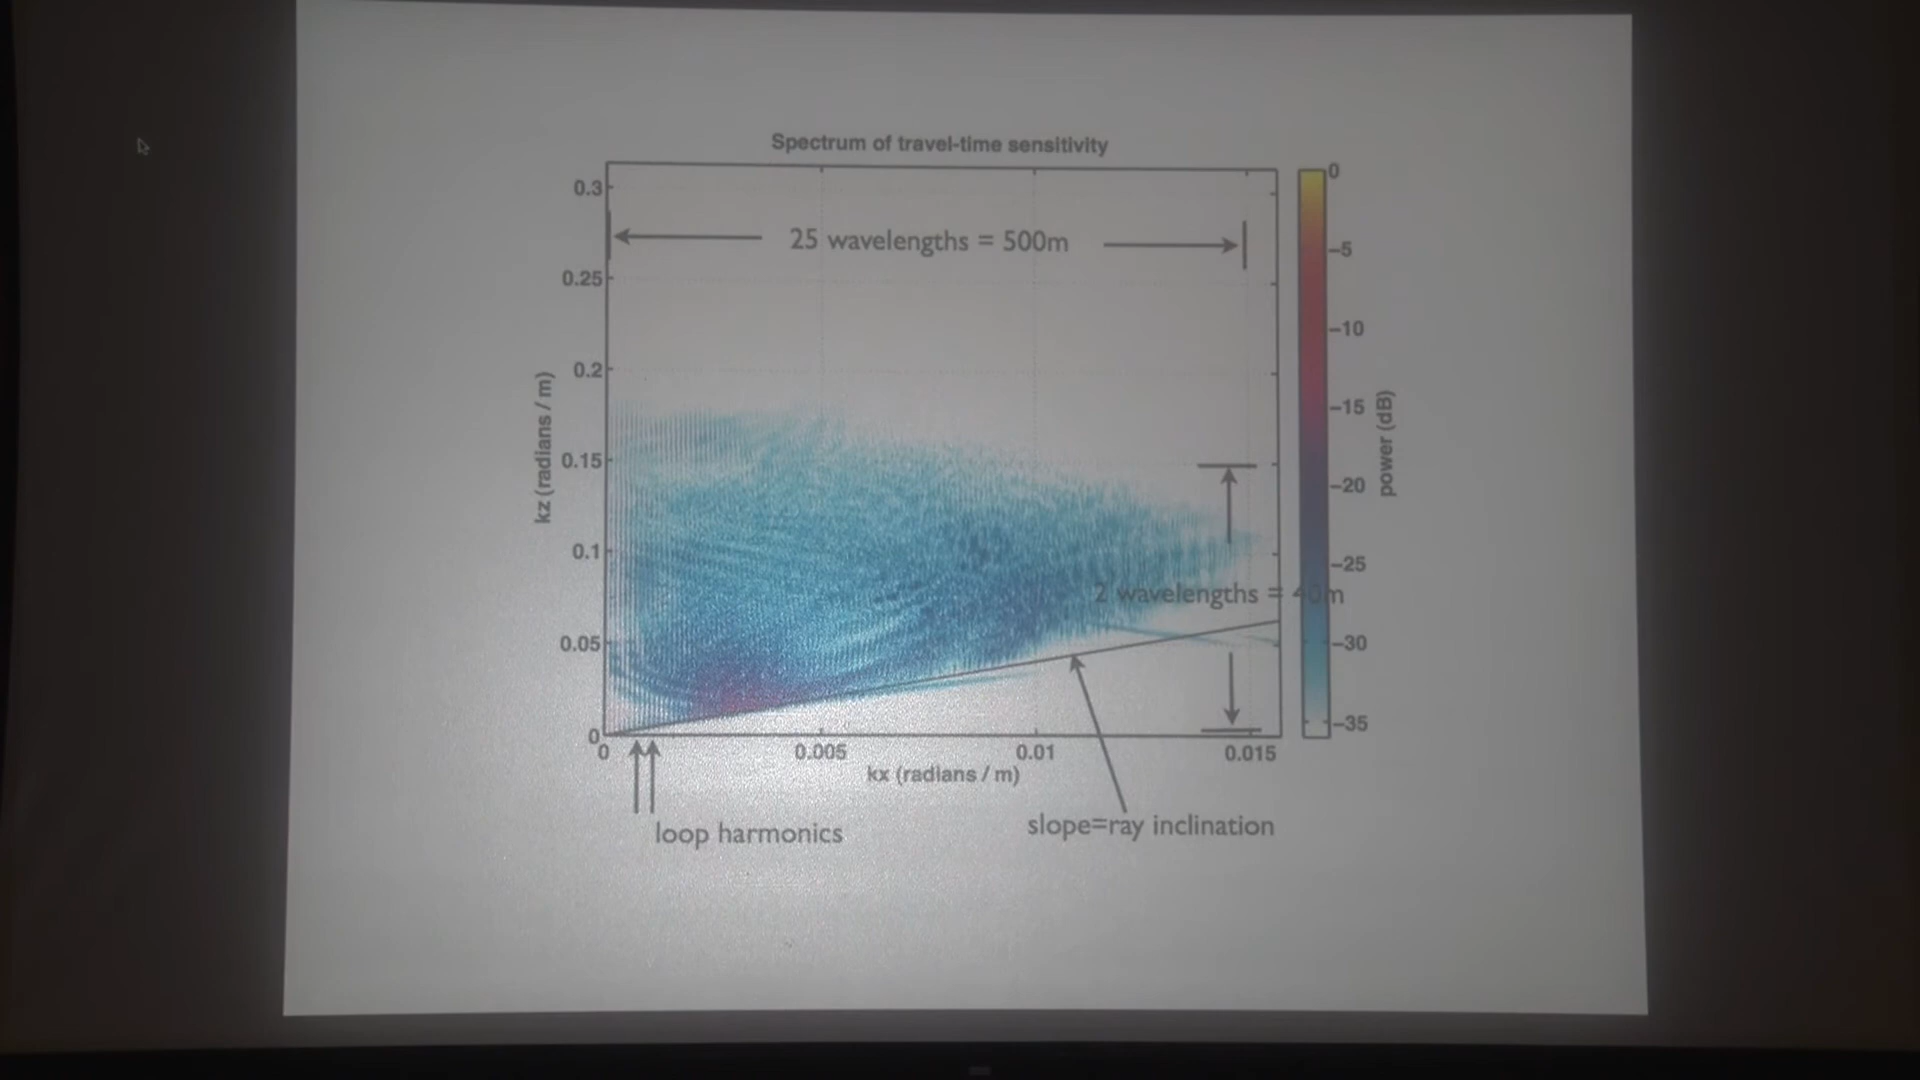 Spectrum of travel-time sensitivity
0.3
25 wavelengths = 500m
0.25
0.2
0.15
0.1
0.05
0
kz (radians / m)
2 wavelengths = 40m
0
0.005
0.01
0.015
kx (radians / m)
loop harmonics
slope=ray inclination
0
-5
-10
-15
-20
-25
-30
-35
power (dB)